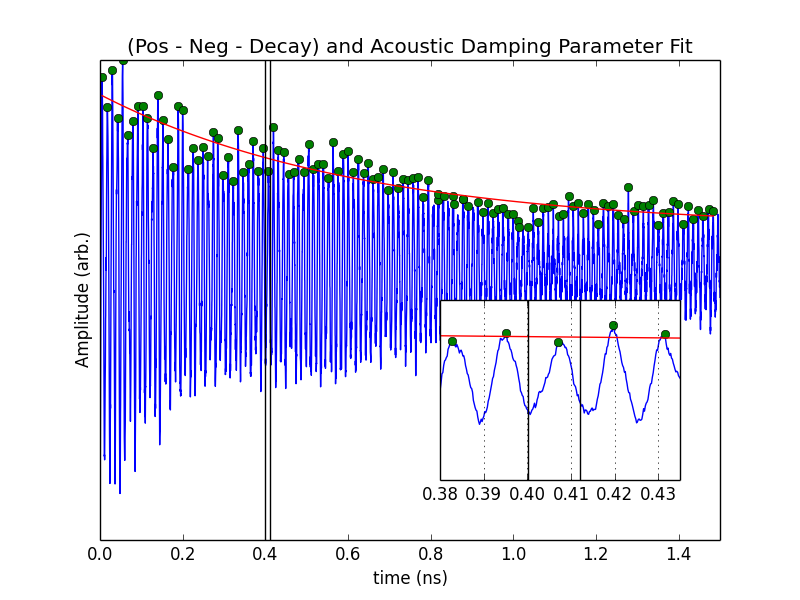 (Pos - Neg - Decay) and Acoustic Damping Parameter Fit
Amplitude (arb.)
0.38 0.39 0.40 0.41 0.42 0.43
0.0 0.2 0.4 0.6 0.8 1.0 1.2 1.4
time (ns)